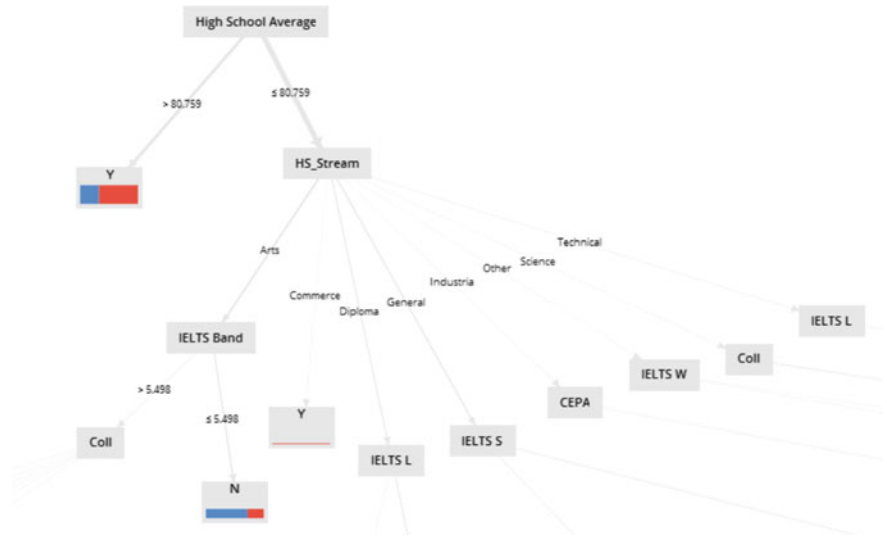 High School Average
> 80.759
≤ 80.759
HS_Stream
Y
Arts
Commerce
Diploma
General
Industria
Other
Science
Technical
IELTS Band
IELTS L
Coll
IELTS W
CEPA
> 5.498
≤ 5.498
Coll
Y
IELTS L
IELTS S
N